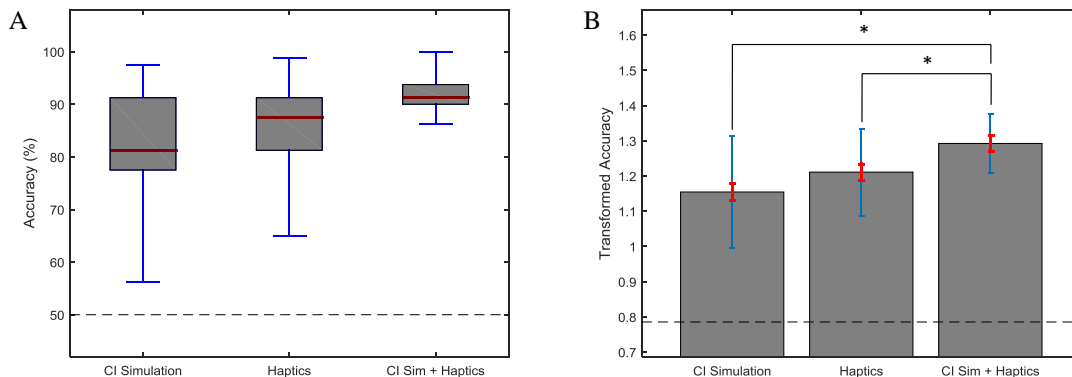 A
Accuracy (%)
100
90
80
70
60
50
CI Simulation
Haptics
CI Sim + Haptics
B
Transformed Accuracy
1.6
1.5
1.4
1.3
1.2
1.1
1
0.9
0.8
0.7
*
*
CI Simulation
Haptics
CI Sim + Haptics